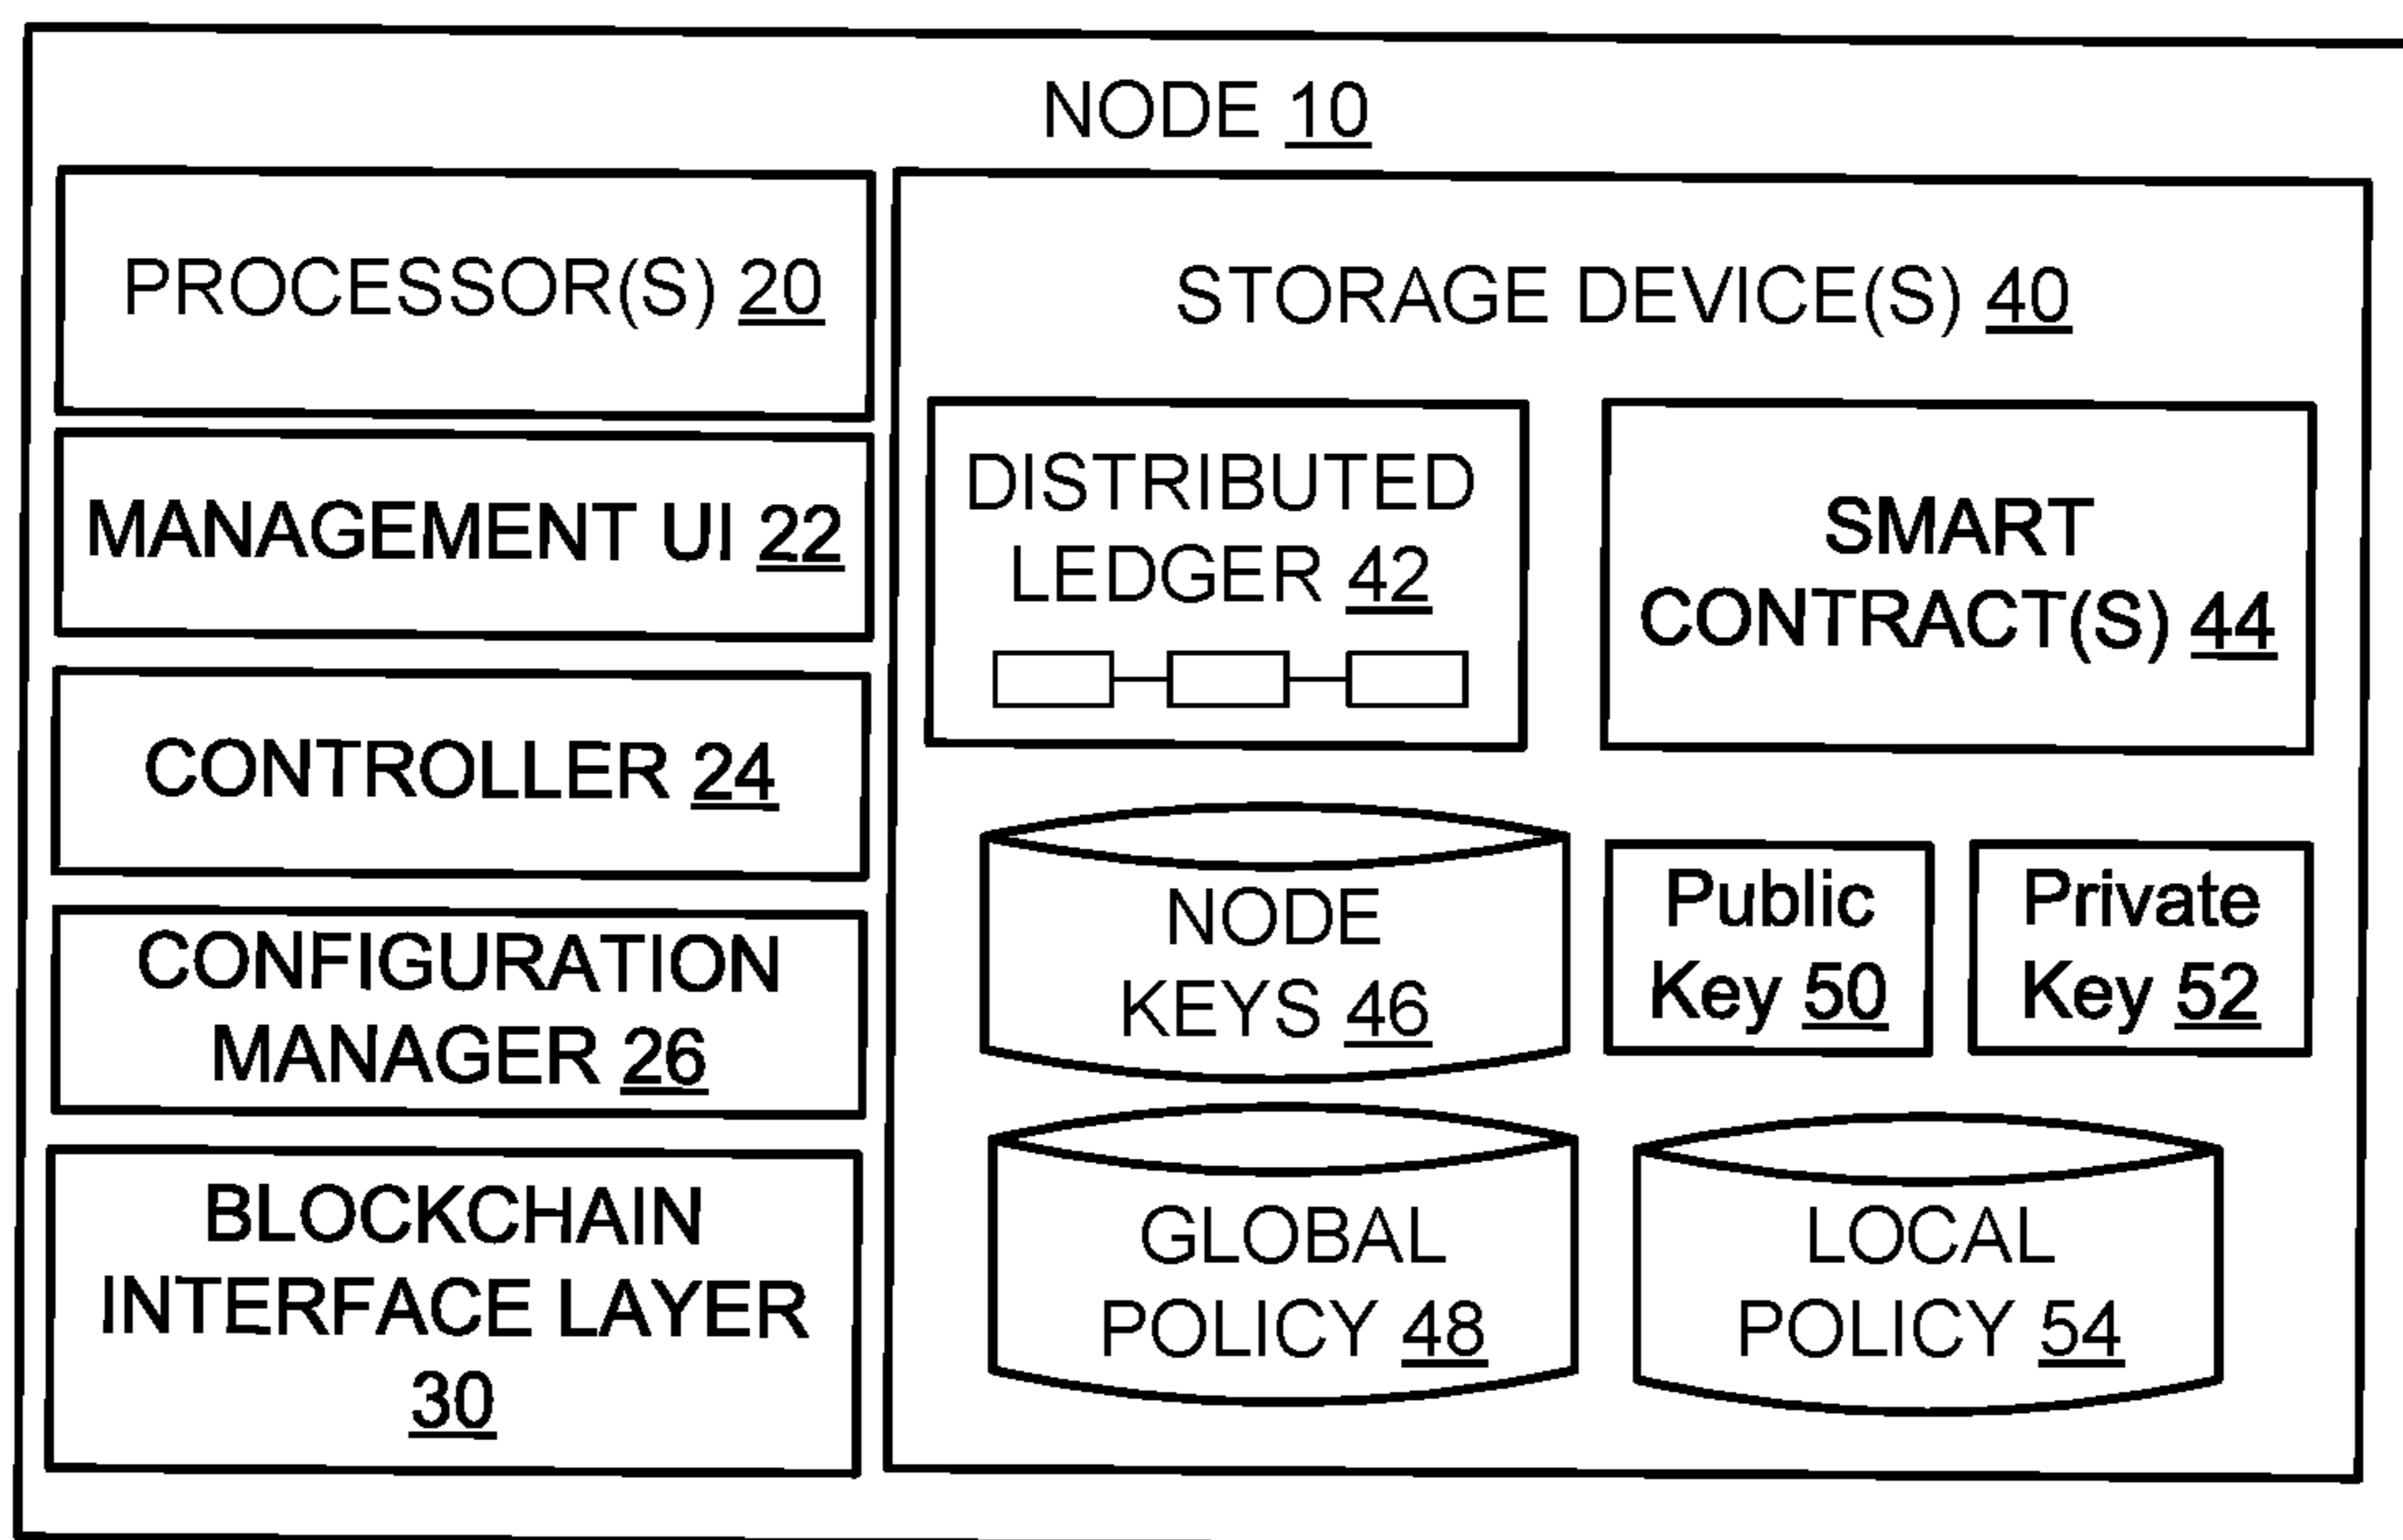 NODE 10
PROCESSOR(S) 20
MANAGEMENT UI 22
CONTROLLER 24
CONFIGURATION
MANAGER 26
BLOCKCHAIN
INTERFACE LAYER
30
STORAGE DEVICE(S) 40
DISTRIBUTED
LEDGER 42
SMART
CONTRACT(S) 44
NODE
KEYS 46
Public
Key 50
Private
Key 52
GLOBAL
POLICY 48
LOCAL
POLICY 54